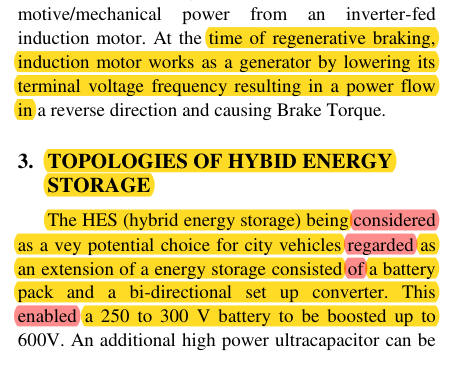 motive/mechanical power from an inverter-fed
induction motor. At the time of regenerative braking,
induction motor works as a generator by lowering its
terminal voltage frequency resulting in a power flow
in a reverse direction and causing Brake Torque.
3. TOPOLOGIES OF HYBID ENERGY
STORAGE
The HES (hybrid energy storage) being considered
as a vey potential choice for city vehicles regarded as
an extension of a energy storage consisted of a battery
pack and a bi-directional set up converter. This
enabled a 250 to 300 V battery to be boosted up to
600V. An additional high power ultracapacitor can be